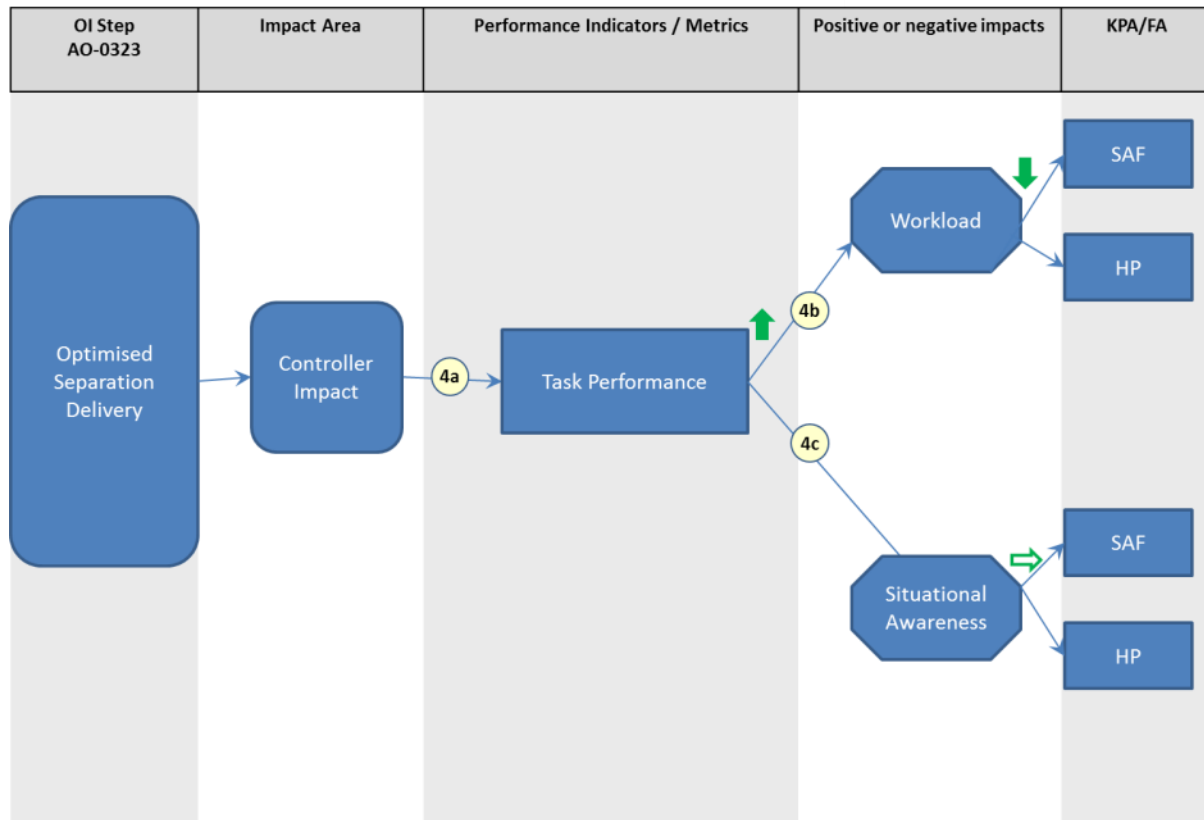 OI Step
AO-0323
Impact Area
Performance Indicators / Metrics
Positive or negative impacts
KPA/FA
SAF
Workload
HP
4b
Optimised
Separation
Delivery
Controller
Impact
4a
Task Performance
4c
SAF
Situational
Awareness
HP